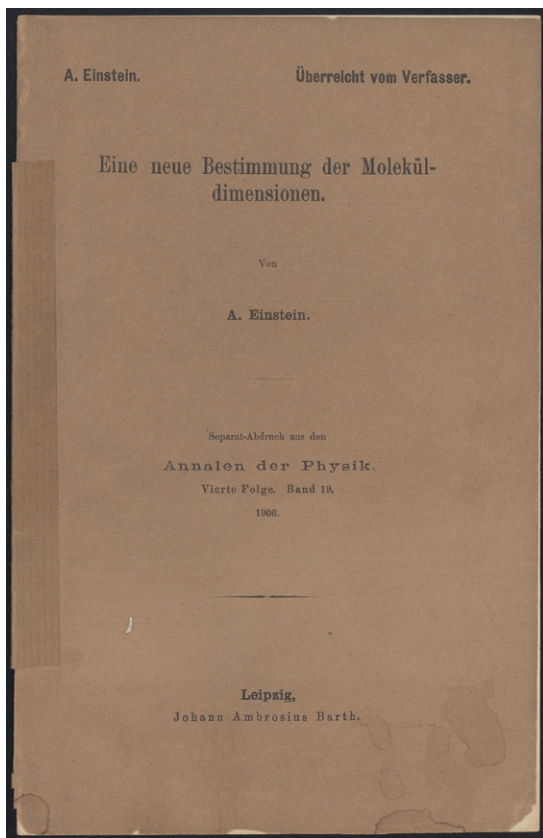 A. Einstein. Überreicht vom Verfasser.
Eine neue Bestimmung der Molekül-
dimensionen.
Von
A. Einstein.
Separat-Abdruck aus den
Annalen der Physik.
Vierte Folge. Band 19.
1906.
Leipzig,
Johann Ambrosius Barth.